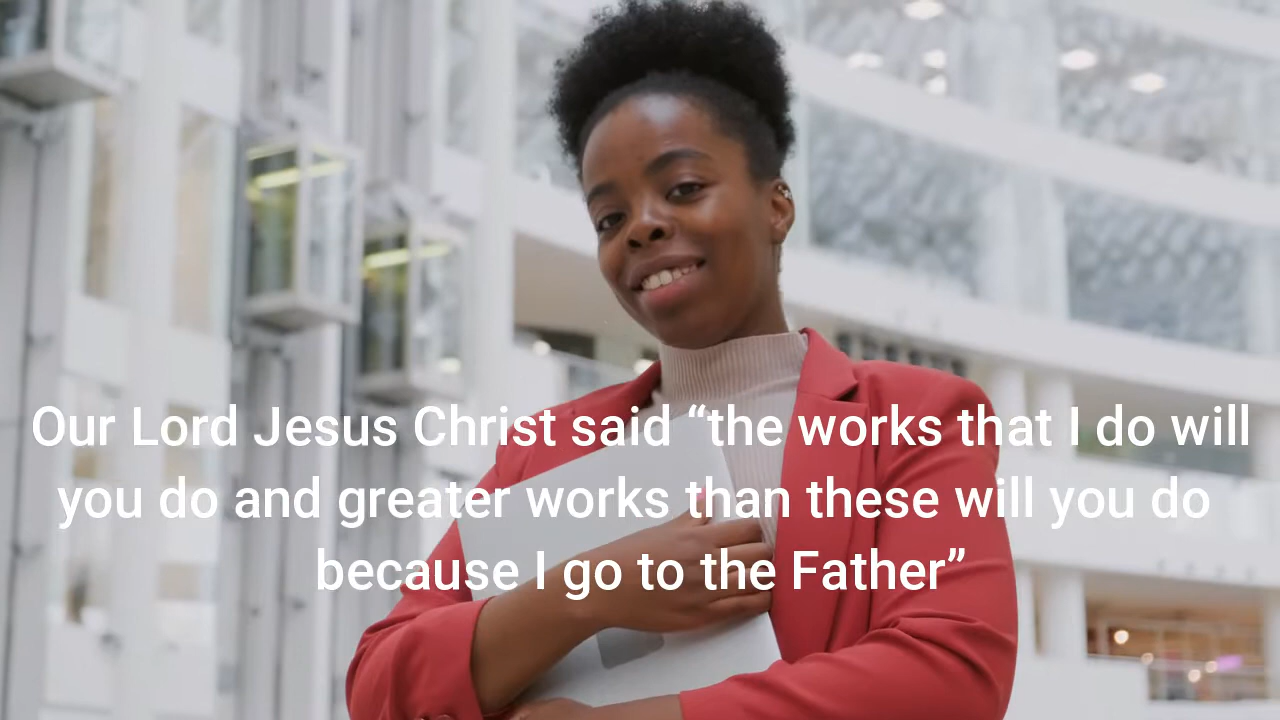 Our Lord Jesus Christ said “the works that I do will
you do and greater works than these will you do
because I go to the Father”